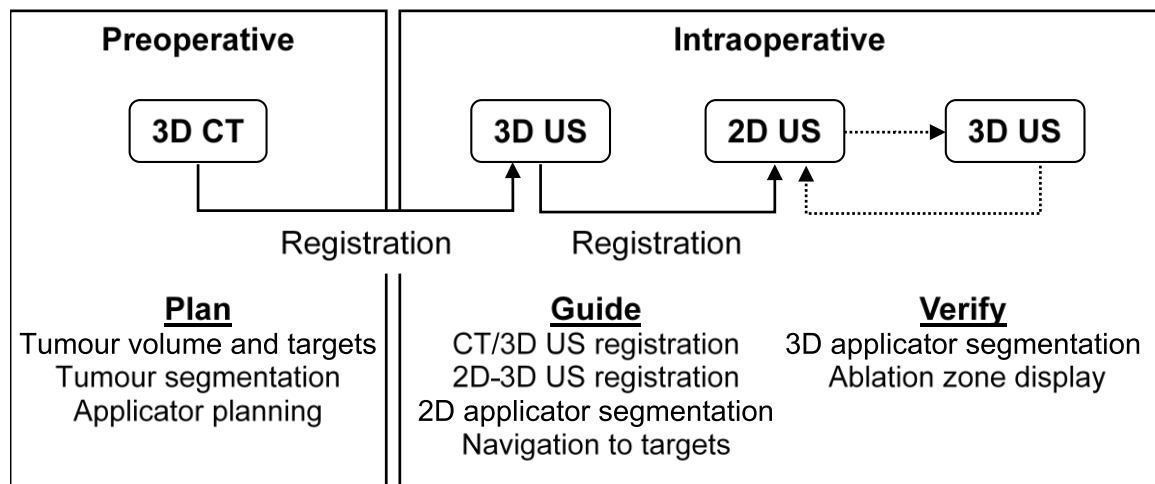 Preoperative
Intraoperative
3D CT
3D US
2D US
3D US
Registration
Registration
Plan
Tumour volume and targets
Tumour segmentation
Applicator planning
Guide
CT/3D US registration
2D-3D US registration
2D applicator segmentation
Navigation to targets
Verify
3D applicator segmentation
Ablation zone display